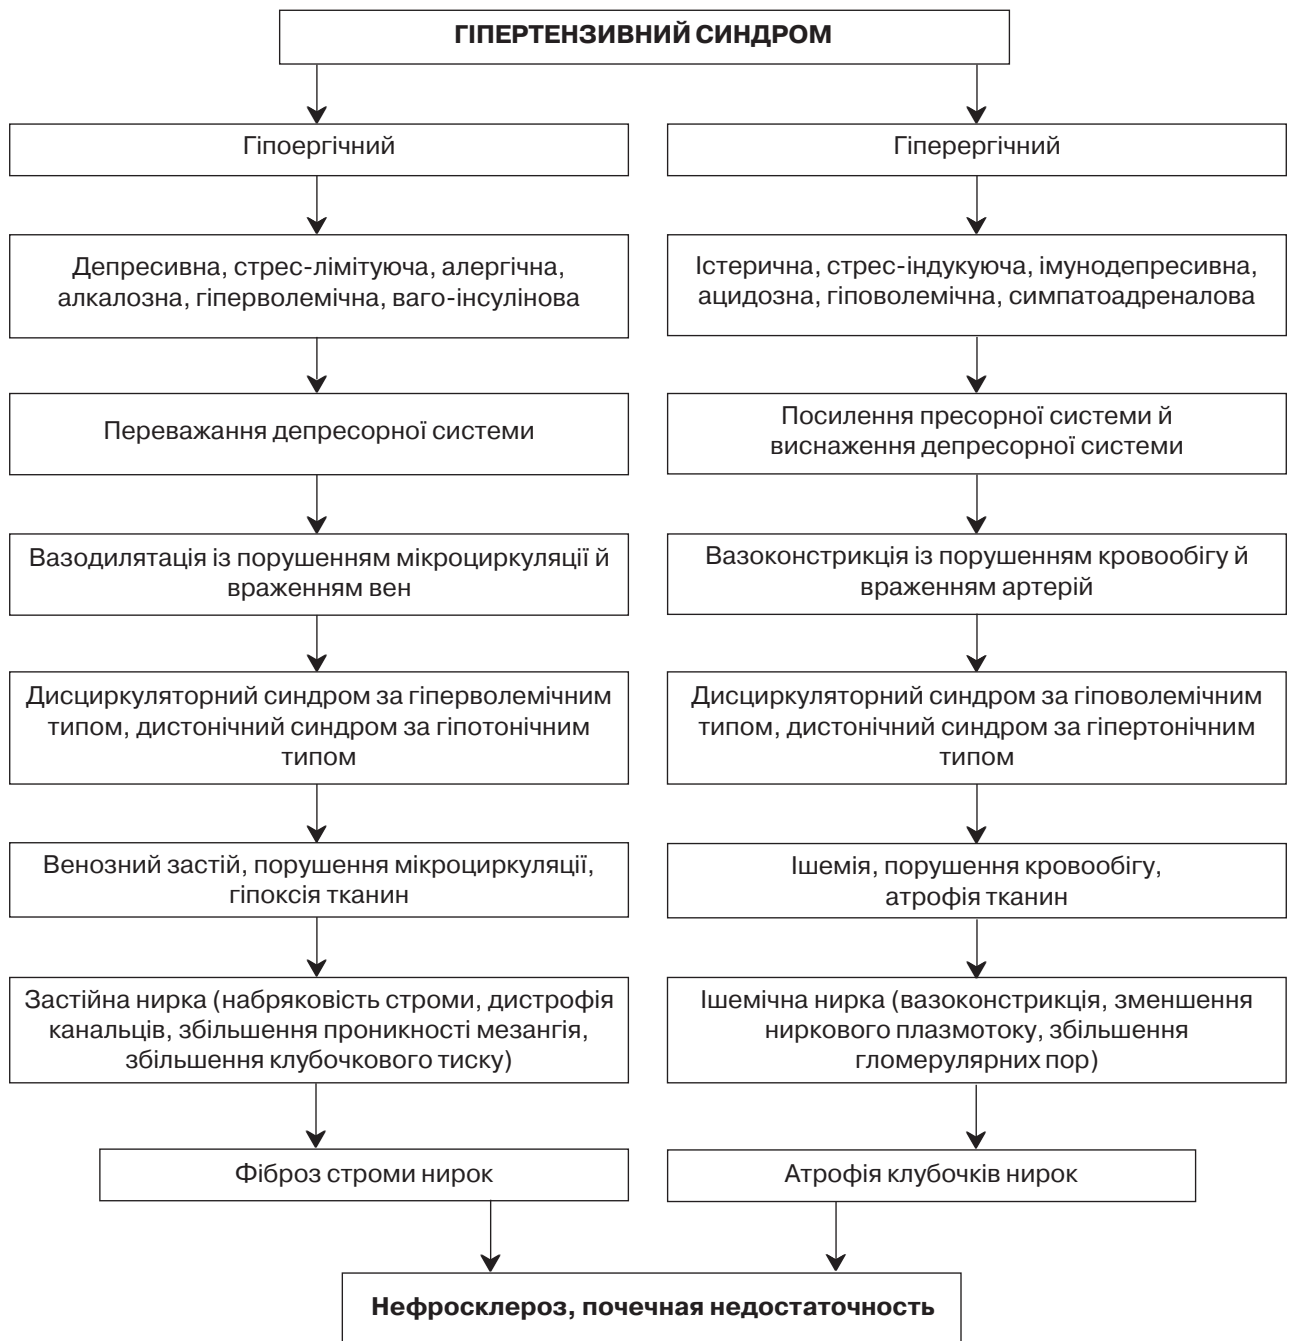 ГІПЕРТЕНЗИВНИЙ СИНДРОМ
Гіпоергічний
Гіперергічний
Депресивна, стрес-лімітуюча, алергічна,
алкалозна, гіперволемічна, ваго-інсулінова
Істерична, стрес-індукуюча, імунодепресивна,
ацидозна, гіповолемічна, симпатоадреналова
Переважання депресорної системи
Посилення пресорної системи й
виснаження депресорної системи
Вазодилятація із порушенням мікроциркуляції й
враженням вен
Вазоконстрикція із порушенням кровообігу й
враженням артерій
Дисциркуляторний синдром за гіперволемічним
типом, дистонічний синдром за гіпотонічним
типом
Дисциркуляторний синдром за гіповолемічним
типом, дистонічний синдром за гіпертонічним
типом
Венозний застій, порушення мікроциркуляції,
гіпоксія тканин
Ішемія, порушення кровообігу,
атрофія тканин
Застійна нирка (набряковість строми, дистрофія
канальців, збільшення проникності мезангія,
збільшення клубочкового тиску)
Ішемічна нирка (вазоконстрикція, зменшення
ниркового плазмотоку, збільшення
гломерулярних пор)
Фіброз строми нирок
Атрофія клубочків нирок
Нефросклероз, почечная недостаточность